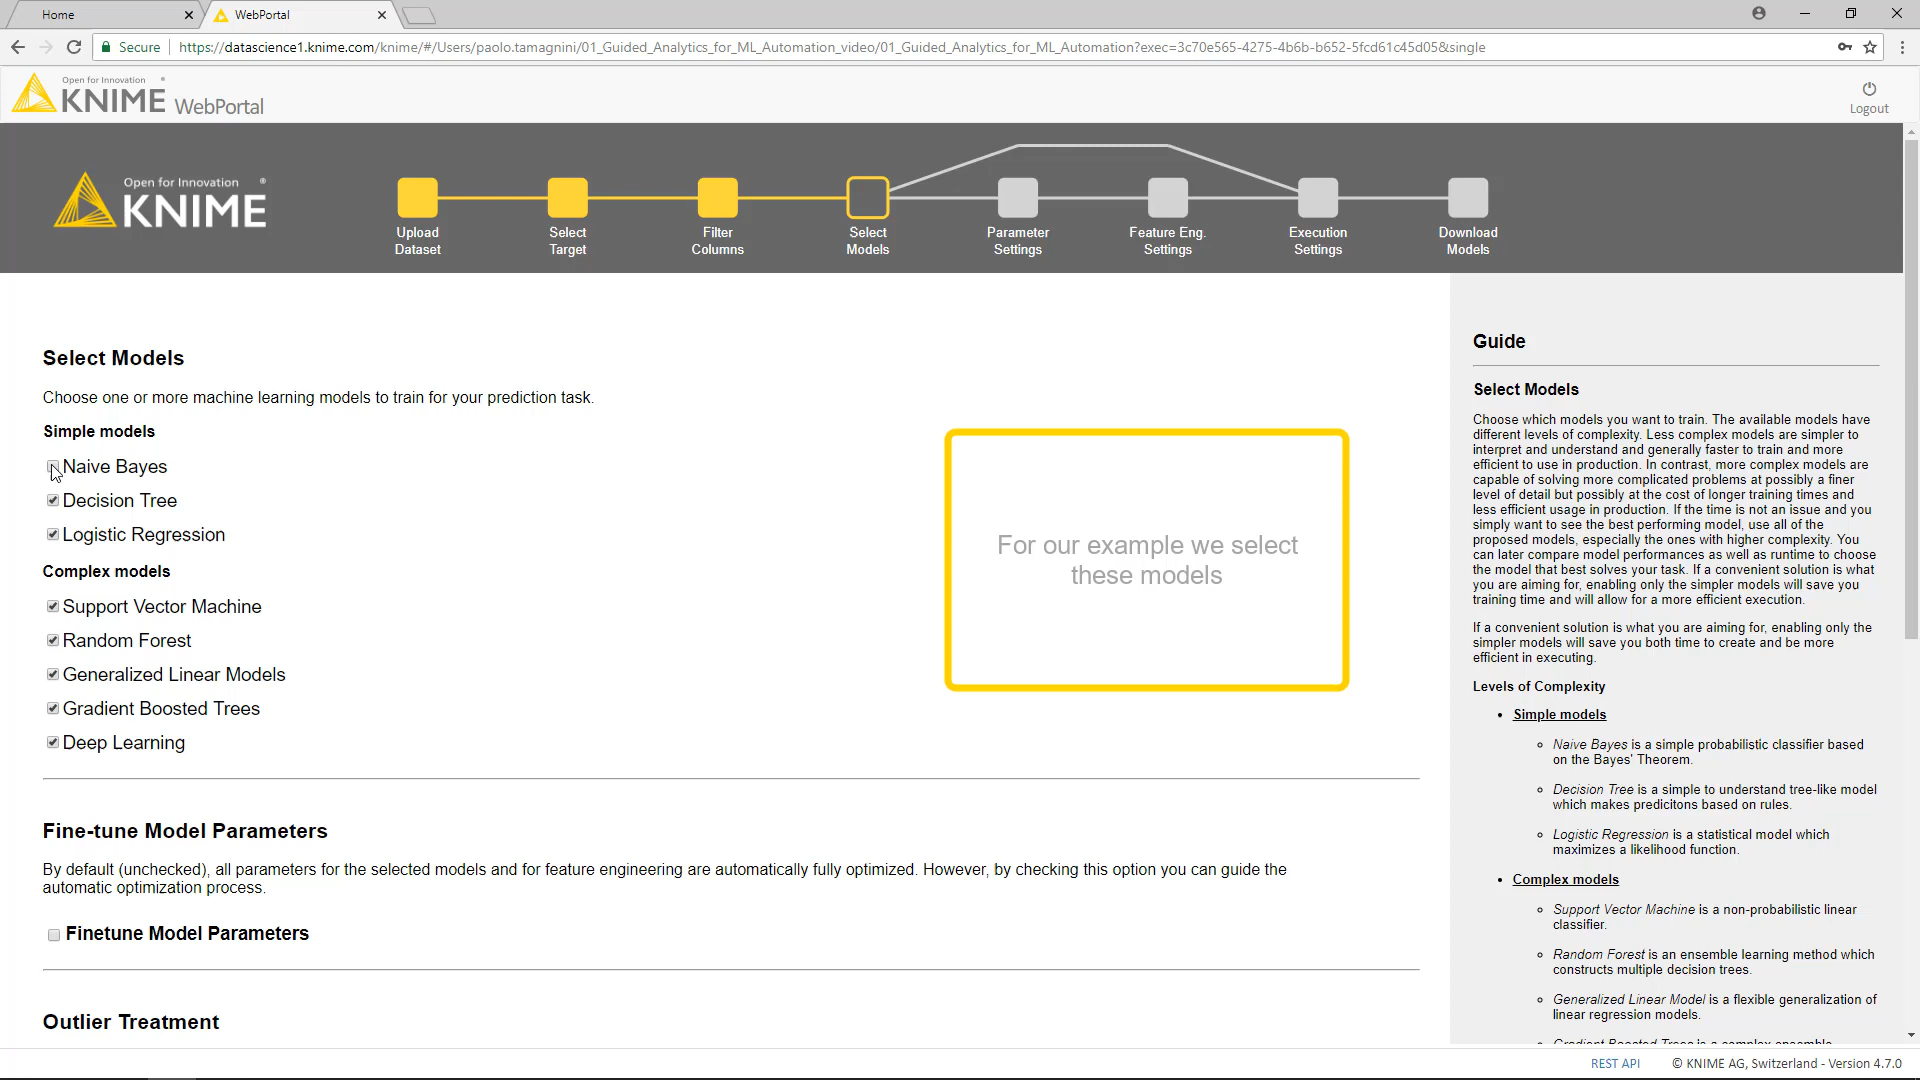 Home
WebPortal
Secure
https://datascience1.knime.com/knime/#/Users/paolo.tamagnini/01_Guided_Analytics_for_ML_Automation_video/01_Guided_Analytics_for_ML_Automation?exec=3c70e565-4275-4b6b-b652-5fcd61c45d05&single
Open for Innovation ®
KNIME WebPortal
Logout
Open for Innovation ®
KNIME
Upload
Dataset
Select
Target
Filter
Columns
Select
Models
Parameter
Settings
Feature Eng.
Settings
Execution
Settings
Download
Models
Select Models
Choose one or more machine learning models to train for your prediction task.
Simple models
Naive Bayes
Decision Tree
Logistic Regression
Complex models
Support Vector Machine
Random Forest
Generalized Linear Models
Gradient Boosted Trees
Deep Learning
For our example we select
these models
Fine-tune Model Parameters
By default (unchecked), all parameters for the selected models and for feature engineering are automatically fully optimized. However, by checking this option you can guide the
automatic optimization process.
Finetune Model Parameters
Outlier Treatment
Guide
Select Models
Choose which models you want to train. The available models have
different levels of complexity. Less complex models are simpler to
interpret and understand and generally faster to train and more
efficient to use in production. In contrast, more complex models are
capable of solving more complicated problems at possibly a finer
level of detail but possibly at the cost of longer training times and
less efficient usage in production. If the time is not an issue and you
simply want to see the best performing model, use all of the
proposed models, especially the ones with higher complexity. You
can later compare model performances as well as runtime to choose
the model that best solves your task. If a convenient solution is what
you are aiming for, enabling only the simpler models will save you
training time and will allow for a more efficient execution.
If a convenient solution is what you are aiming for, enabling only the
simpler models will save you both time to create and be more
efficient in executing.
Levels of Complexity
• Simple models
Naive Bayes is a simple probabilistic classifier based
on the Bayes' Theorem.
Decision Tree is a simple to understand tree-like model
which makes predicitons based on rules.
Logistic Regression is a statistical model which
maximizes a likelihood function.
• Complex models
Support Vector Machine is a non-probabilistic linear
classifier.
Random Forest is an ensemble learning method which
constructs multiple decision trees.
Generalized Linear Model is a flexible generalization of
linear regression models.
Gradient Boosted Trees is a complex ensemble
REST API
© KNIME AG, Switzerland - Version 4.7.0